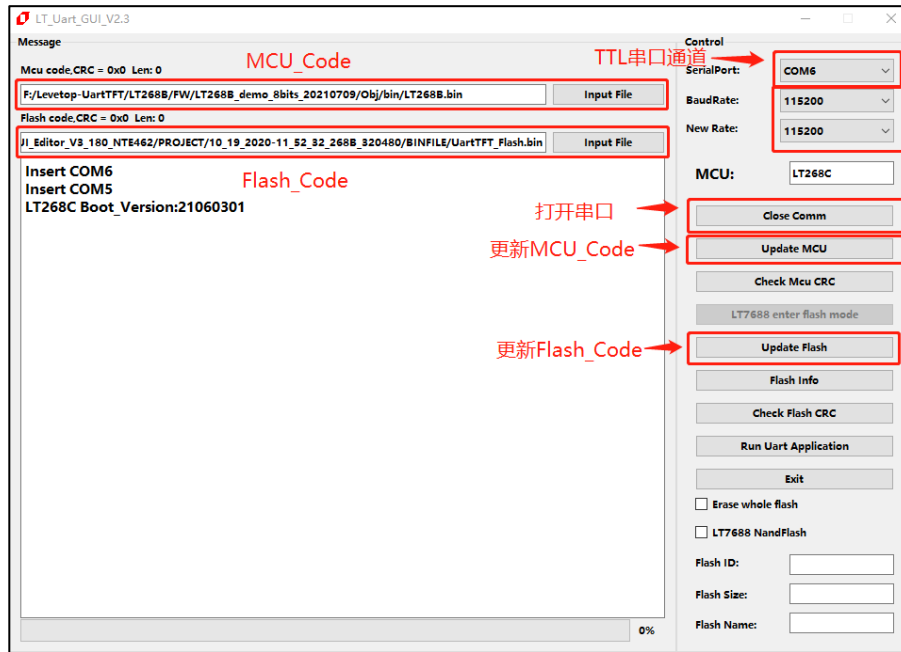 LT_Uart_GUI_V2.3
Message
Mcu code,CRC = 0x0 Len: 0
MCU_Code
F:/Levetop-UartTFT/LT268B/FW/LT268B_demo_8bits_20210709/Obj/bin/LT268B.bin
Input File
Flash code,CRC = 0x0 Len: 0
JI_Editor_V3_180_NTE462/PROJECT/10_19_2020-11_52_32_268B_320480/BINFILE/UartTFT_Flash.bin
Input File
Insert COM6
Insert COM5
LT268C Boot_Version:21060301
Flash_Code
0%
Control
TTL串口通道
SerialPort:
COM6
BaudRate:
115200
New Rate:
115200
MCU:
LT268C
打开串口
Close Comm
更新MCU_Code
Update MCU
Check Mcu CRC
LT7688 enter flash mode
更新Flash_Code
Update Flash
Flash Info
Check Flash CRC
Run Uart Application
Exit
Erase whole flash
LT7688 NandFlash
Flash ID:
Flash Size:
Flash Name: